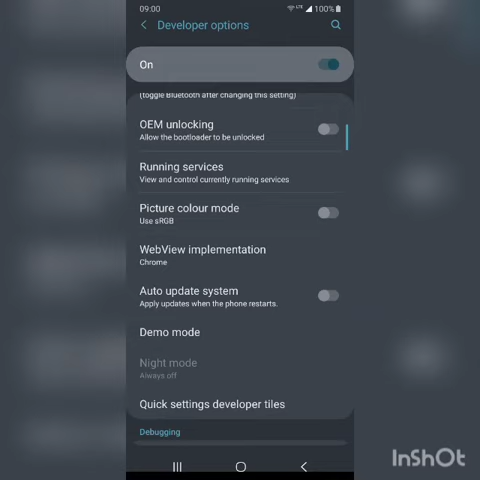 09:00 LTE 100%
Developer options
On
(toggle Bluetooth after changing this setting)
OEM unlocking
Allow the bootloader to be unlocked
Running services
View and control currently running services
Picture colour mode
Use sRGB
WebView implementation
Chrome
Auto update system
Apply updates when the phone restarts.
Demo mode
Night mode
Always off
Quick settings developer tiles
Debugging
InShOt